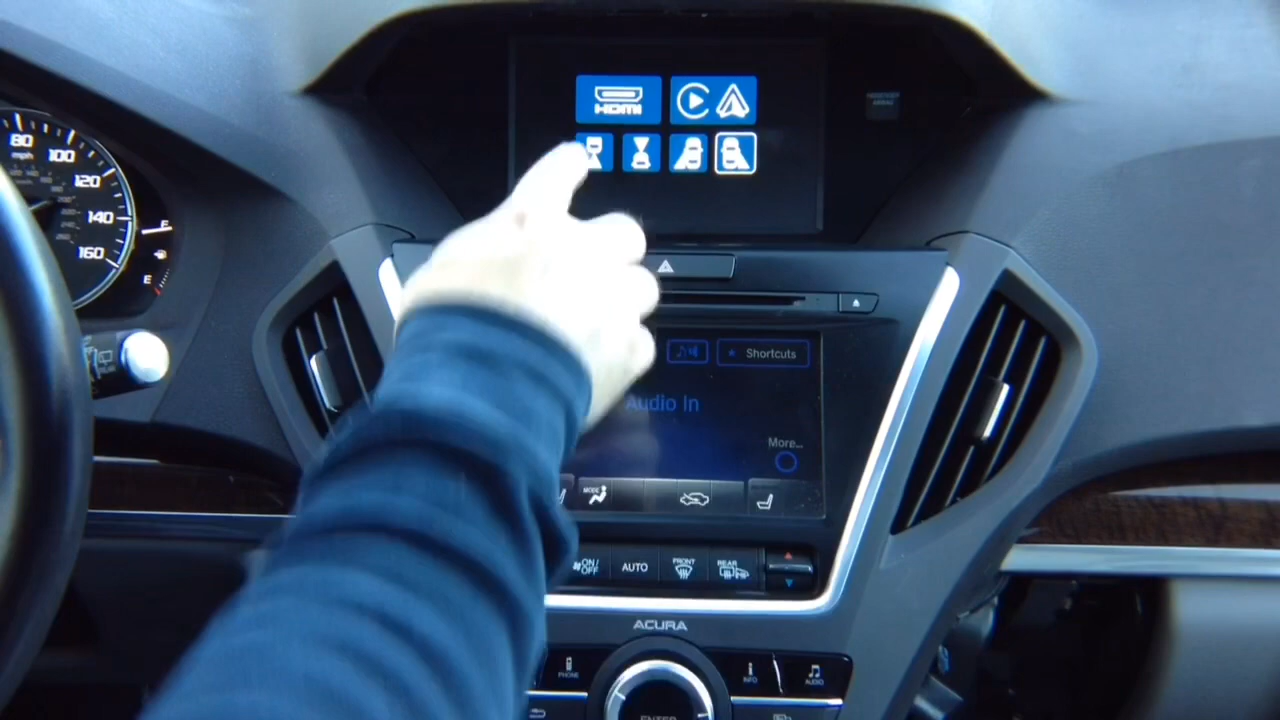 HDMI
80
mph
100
120
140
160
F
E
Shortcuts
Audio In
More...
MODE
ON/
OFF
AUTO
FRONT
REAR
ACURA
PHONE
INFO
AUDIO
ENTER